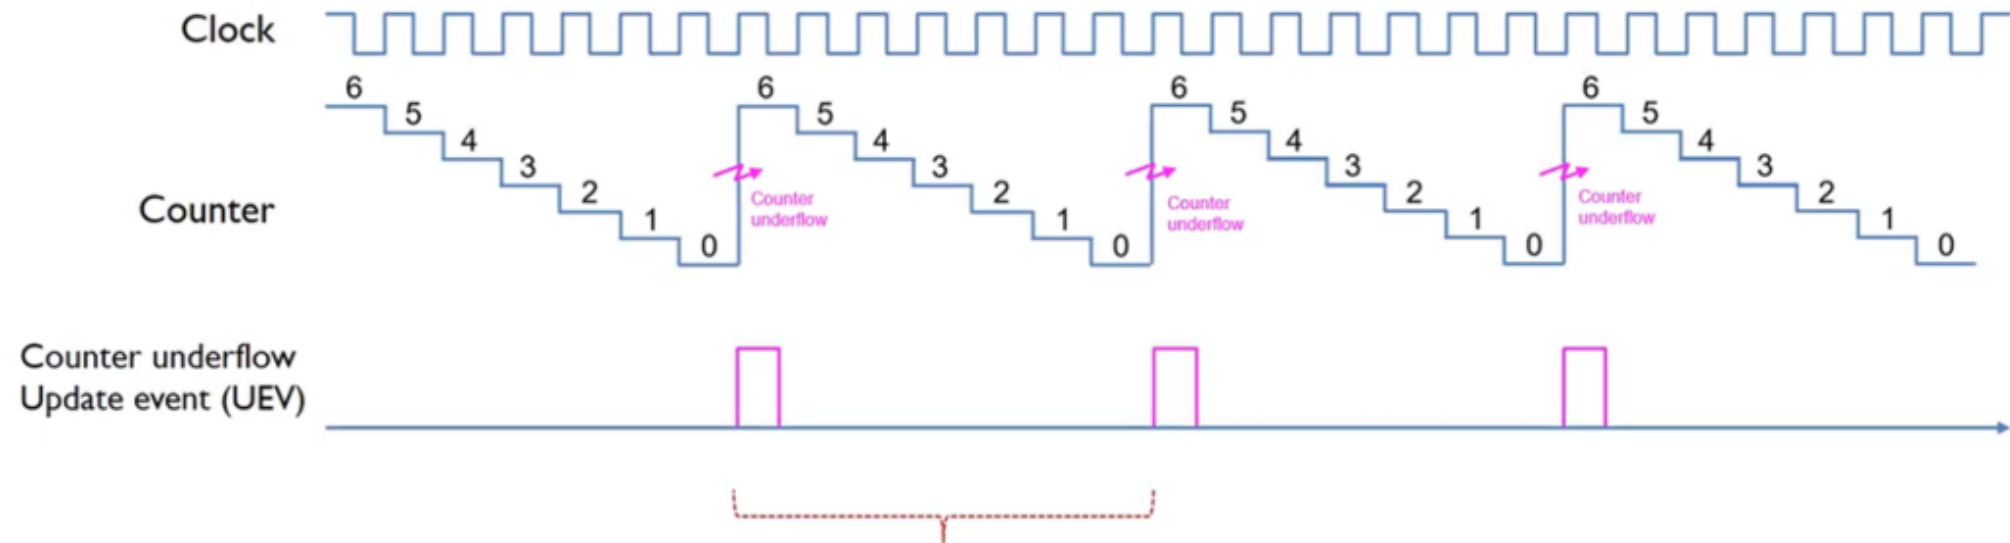 Clock
6 5 4 3 2 1 0 6 5 4 3 2 1 0 6 5 4 3 2 1 0 6 5 4 3 2 1 0
Counter
Counter
underflow
Counter
underflow
Counter
underflow
Counter underflow
Update event (UEV)